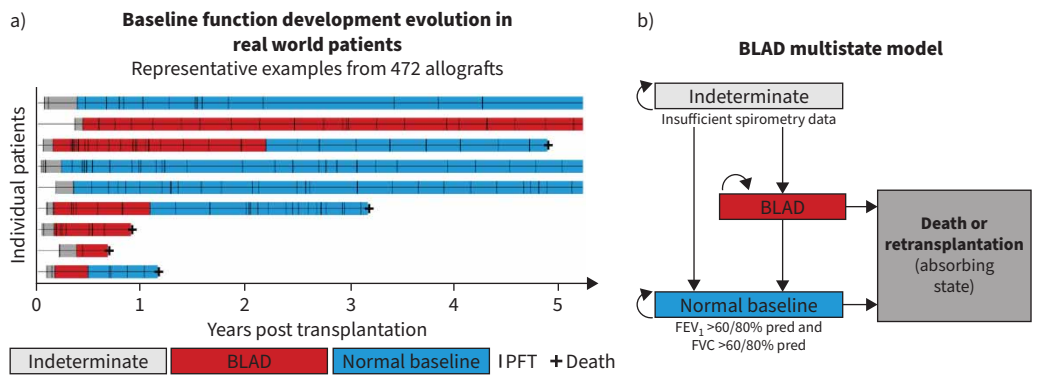 a)
Baseline function development evolution in
real world patients
Representative examples from 472 allografts
Individual patients
0 1 2 3 4 5
Years post transplantation
Indeterminate BLAD Normal baseline I PFT + Death
b)
BLAD multistate model
Indeterminate
Insufficient spirometry data
BLAD
Death or
retransplantation
(absorbing
state)
Normal baseline
FEV₁ >60/80% pred and
FVC >60/80% pred